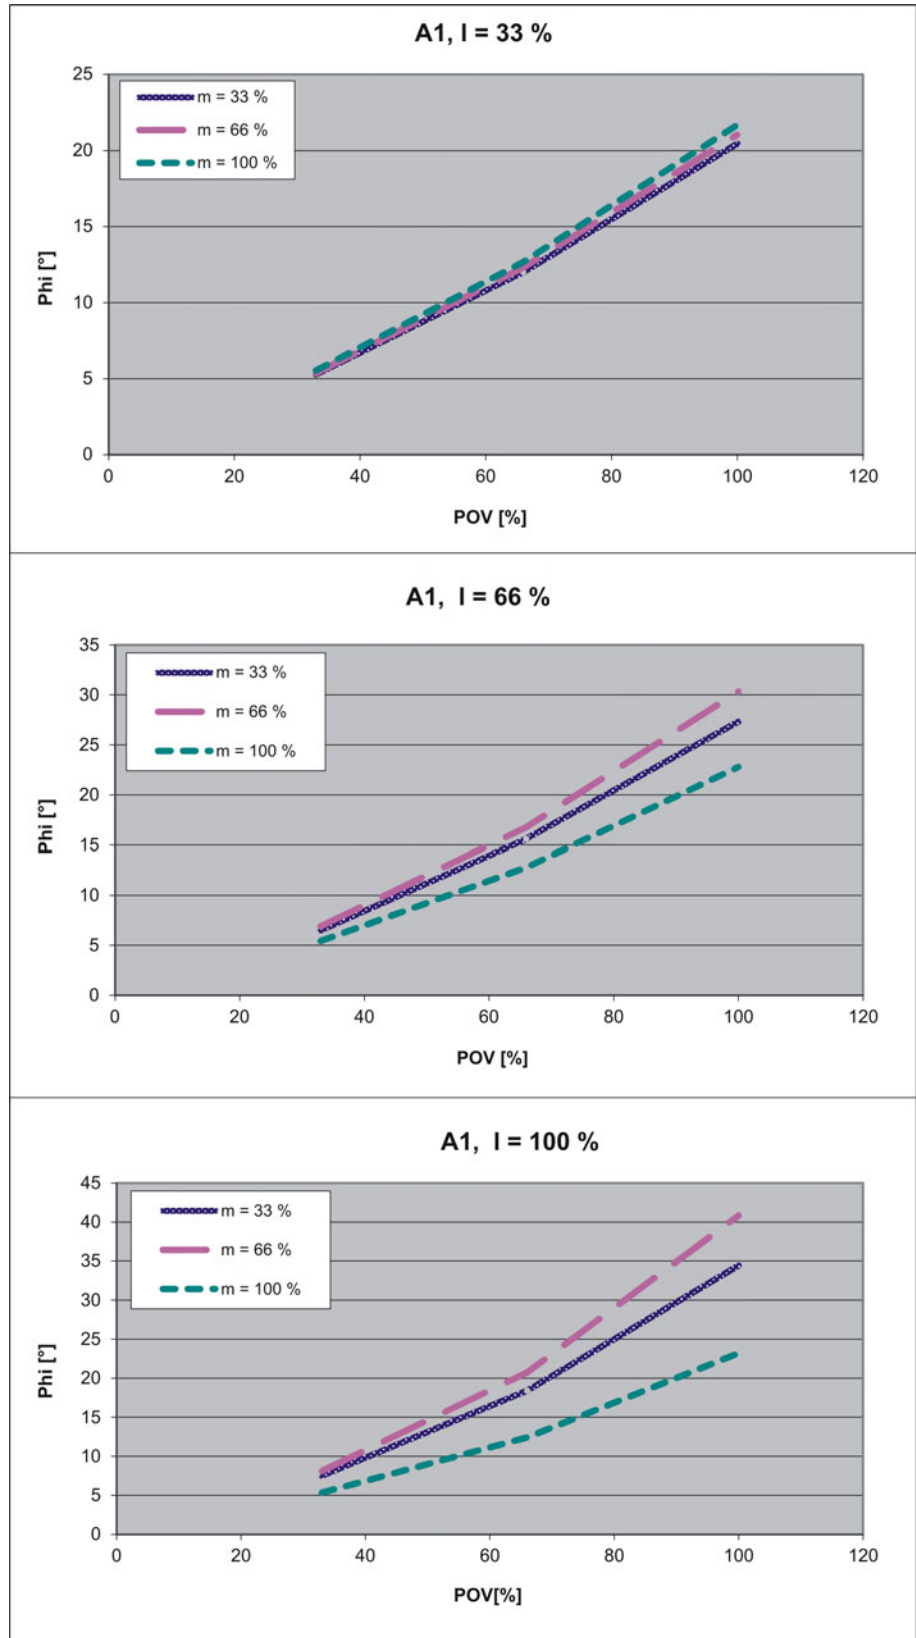 A1, I = 33 %
25
20
15
10
5
0
m = 33 %
m = 66 %
m = 100 %
Phi [°]
0 20 40 60 80 100 120
POV [%]
A1, I = 66 %
35
30
25
20
15
10
5
0
m = 33 %
m = 66 %
m = 100 %
Phi [°]
0 20 40 60 80 100 120
POV [%]
A1, I = 100 %
45
40
35
30
25
20
15
10
5
0
m = 33 %
m = 66 %
m = 100 %
Phi [°]
0 20 40 60 80 100 120
POV[%]